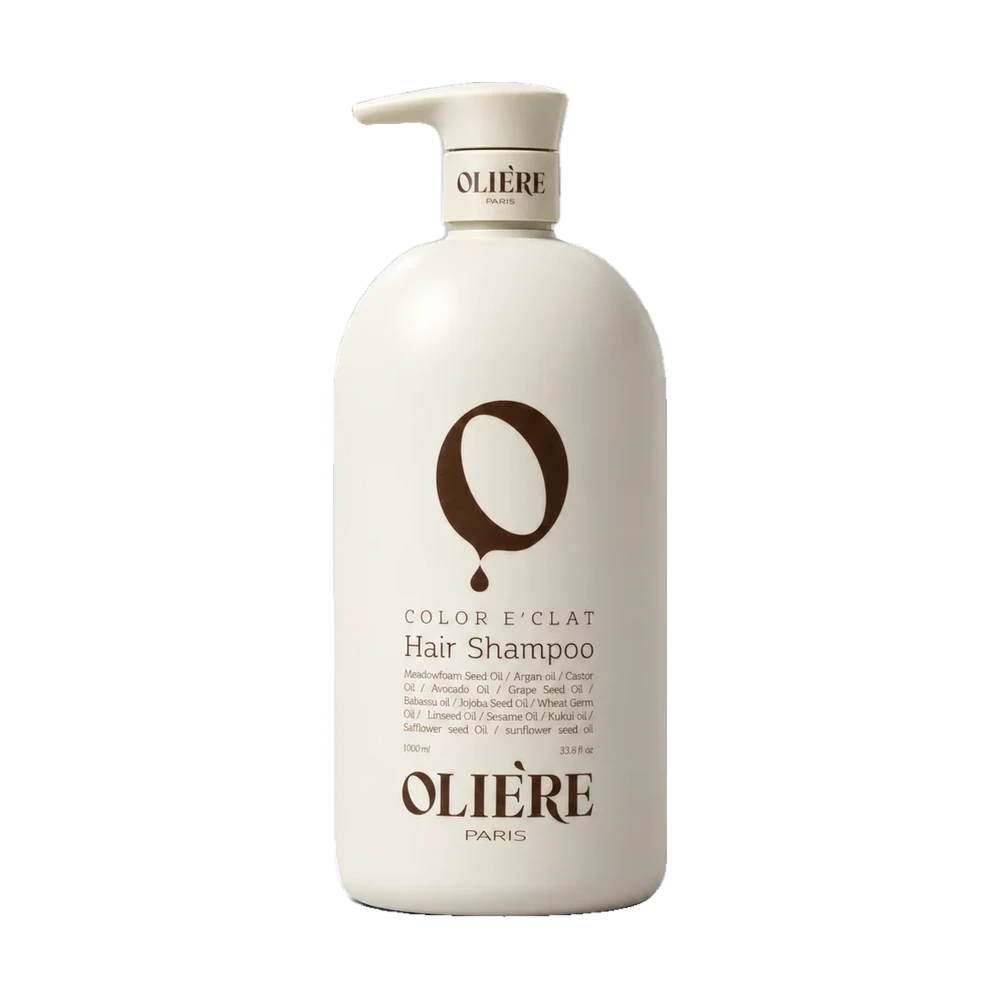 OLIÈRE
PARIS
COLOR E'CLAT
Hair Shampoo
Meadowfoam Seed Oil / Argan oil / Castor
Oil / Avocado Oil / Grape Seed Oil /
Babassu oil / Jojoba Seed Oil / Wheat Germ
Oil / Linseed Oil / Sesame Oil / Kukui oil /
Safflower seed Oil / sunflower seed oil
1000 ml 33.8 fl oz
OLIÈRE
PARIS